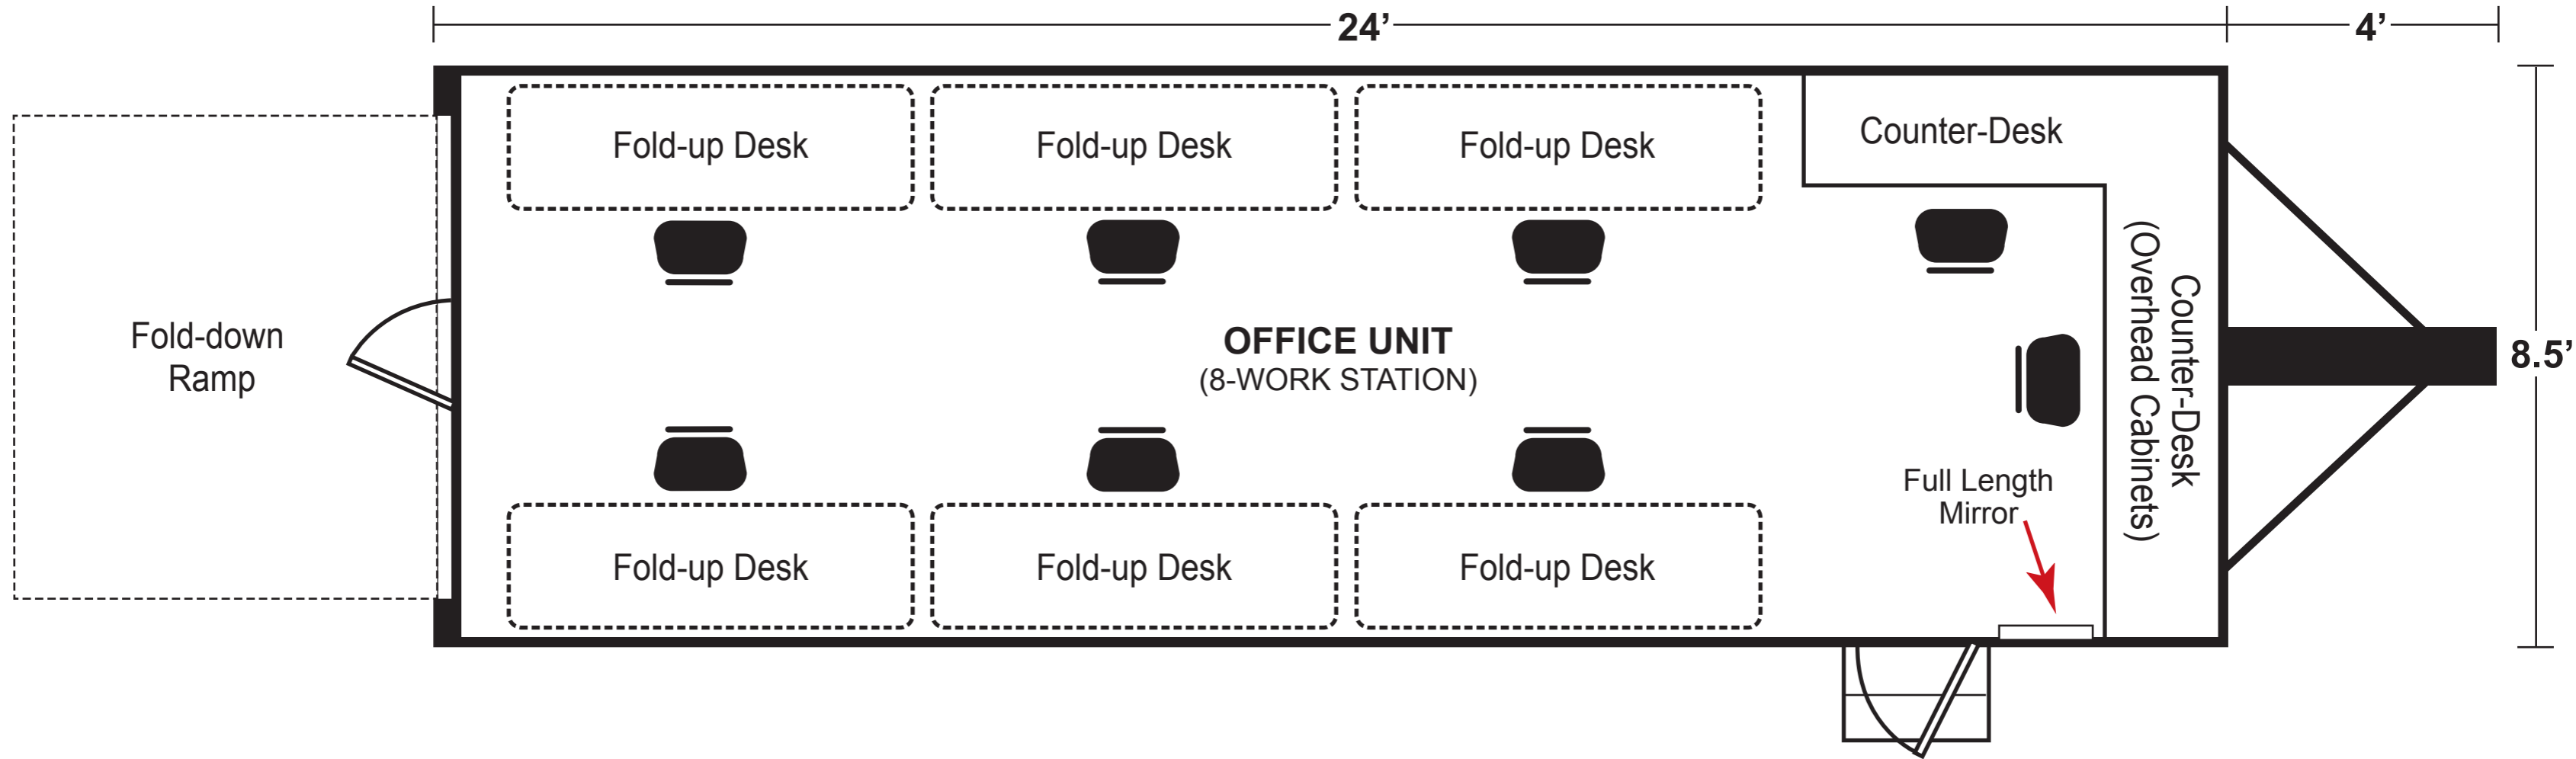 24’
4’
Fold-up Desk
Fold-up Desk
Fold-up Desk
Counter-Desk
Counter-Desk
(Overhead Cabinets)
Fold-down
Ramp
OFFICE UNIT
(8-WORK STATION)
8.5’
Full Length
Mirror
Fold-up Desk
Fold-up Desk
Fold-up Desk